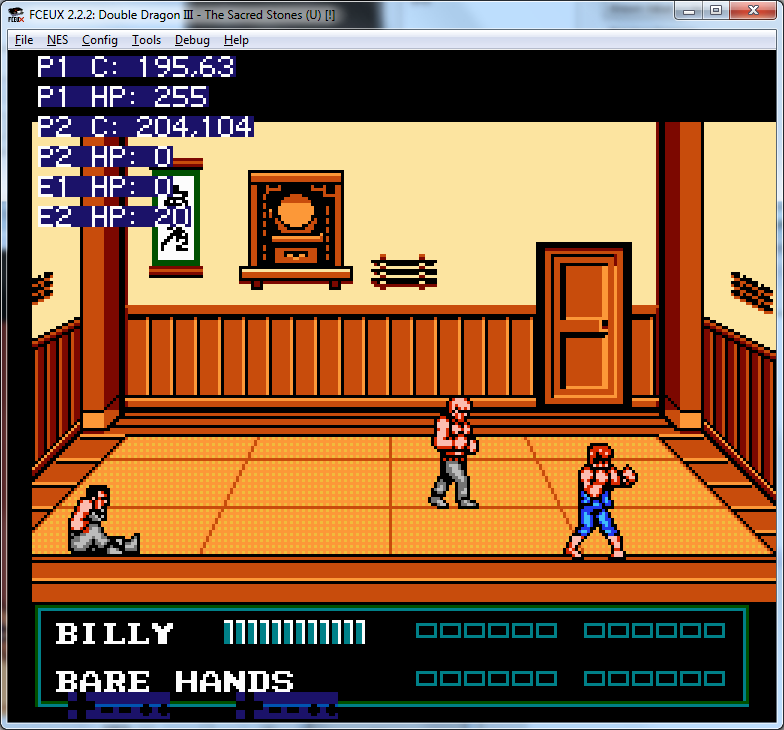 FCEUX 2.2.2: Double Dragon III - The Sacred Stones (U) [!]
File NES Config Tools Debug Help
P1 C: 195,63
P1 HP: 255
P2 C: 204,104
P2 HP: 0
E1 HP: 0
E2 HP: 20
BILLY
BARE HANDS